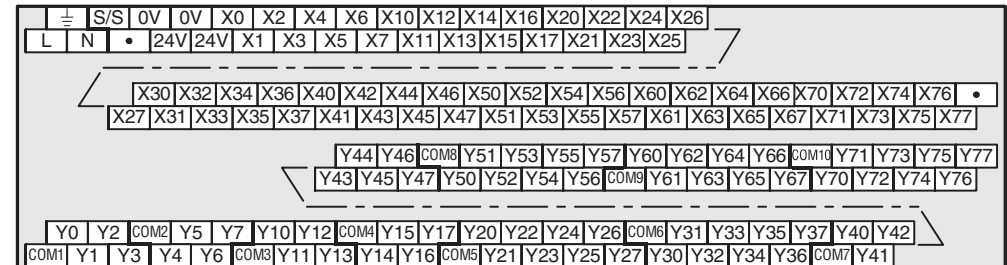 S/S 0V 0V X0 X2 X4 X6 X10 X12 X14 X16 X20 X22 X24 X26
L N • 24V 24V X1 X3 X5 X7 X11 X13 X15 X17 X21 X23 X25
X30 X32 X34 X36 X40 X42 X44 X46 X50 X52 X54 X56 X60 X62 X64 X66 X70 X72 X74 X76 •
X27 X31 X33 X35 X37 X41 X43 X45 X47 X51 X53 X55 X57 X61 X63 X65 X67 X71 X73 X75 X77
Y44 Y46 COM8 Y51 Y53 Y55 Y57 Y60 Y62 Y64 Y66 COM10 Y71 Y73 Y75 Y77
Y43 Y45 Y47 Y50 Y52 Y54 Y56 COM9 Y61 Y63 Y65 Y67 Y70 Y72 Y74 Y76
Y0 Y2 COM2 Y5 Y7 Y10 Y12 COM4 Y15 Y17 Y20 Y22 Y24 Y26 COM6 Y31 Y33 Y35 Y37 Y40 Y42
COM1 Y1 Y3 Y4 Y6 COM3 Y11 Y13 Y14 Y16 COM5 Y21 Y23 Y25 Y27 Y30 Y32 Y34 Y36 COM7 Y41